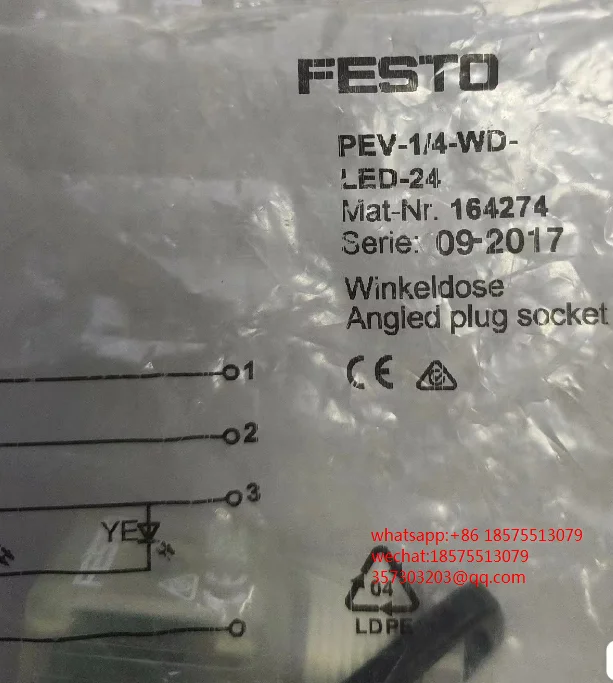 FESTO
PEV-1/4-WD-
LED-24
Mat-Nr. 164274
Serie: 09-2017
Winkeldose
Angled plug socket
CE
1
2
3
YE
whatsapp:+86 18575513079
wechat:18575513079
357303203@qq.com
04
LDPE